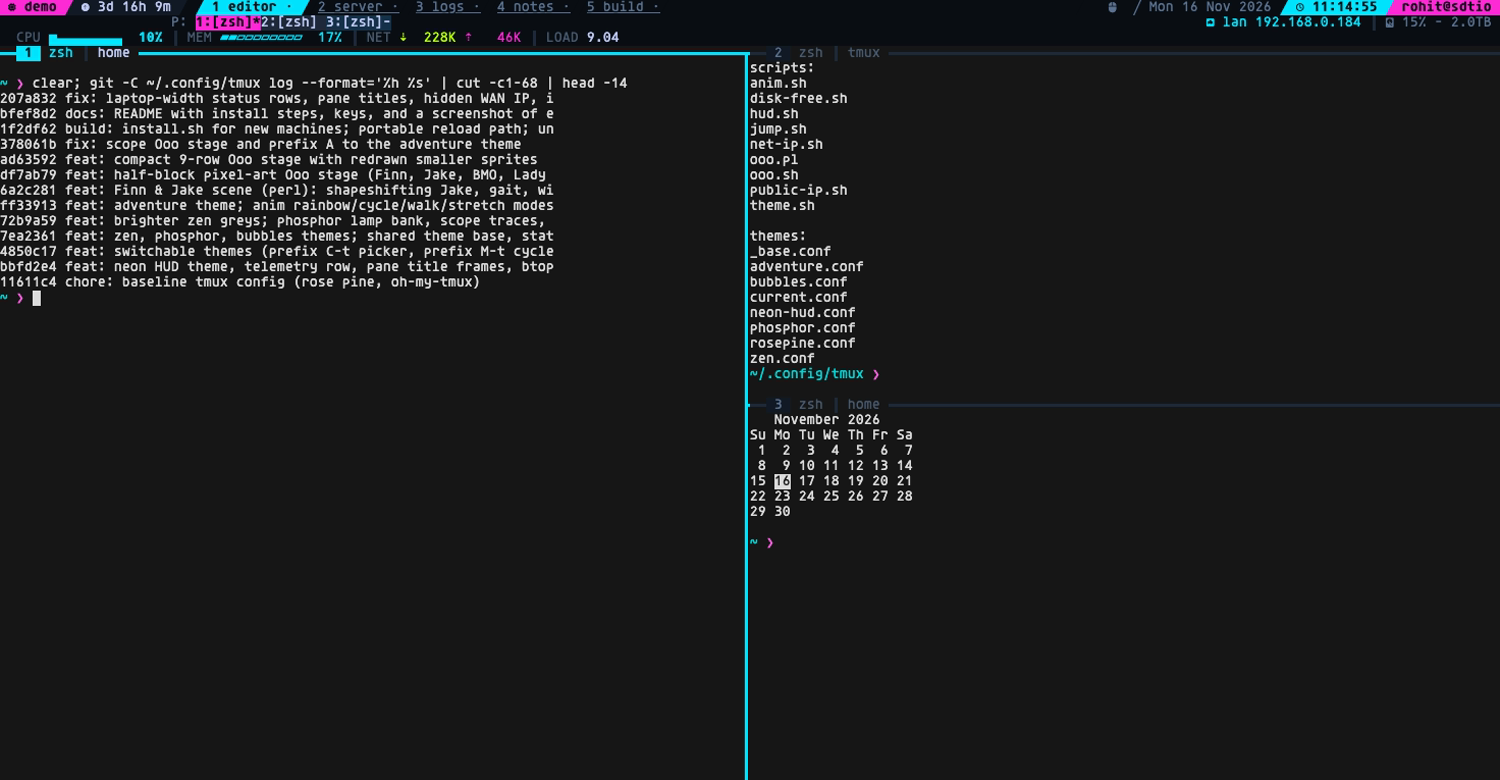 demo 3d 16h 9m 1 editor · 2 server · 3 logs · 4 notes · 5 build · / Mon 16 Nov 2026 11:14:55 rohit@sdtio
P: 1:[zsh]*2:[zsh] 3:[zsh]- lan 192.168.0.184 | 15% - 2.0TB
CPU 10% | MEM 17% | NET ↓ 228K ↑ 46K | LOAD 9.04
1 zsh | home
~ ❯ clear; git -C ~/.config/tmux log --format='%h %s' | cut -c1-68 | head -14
207a832 fix: laptop-width status rows, pane titles, hidden WAN IP, i
bfef8d2 docs: README with install steps, keys, and a screenshot of e
1f2df62 build: install.sh for new machines; portable reload path; un
378061b fix: scope Ooo stage and prefix A to the adventure theme
ad63592 feat: compact 9-row Ooo stage with redrawn smaller sprites
df7ab79 feat: half-block pixel-art Ooo stage (Finn, Jake, BMO, Lady
6a2c281 feat: Finn & Jake scene (perl): shapeshifting Jake, gait, wi
ff33913 feat: adventure theme; anim rainbow/cycle/walk/stretch modes
72b9a59 feat: brighter zen greys; phosphor lamp bank, scope traces,
7ea2361 feat: zen, phosphor, bubbles themes; shared theme base, stat
4850c17 feat: switchable themes (prefix C-t picker, prefix M-t cycle
bbfd2e4 feat: neon HUD theme, telemetry row, pane title frames, btop
11611c4 chore: baseline tmux config (rose pine, oh-my-tmux)
~ ❯
2 zsh | tmux
scripts:
anim.sh
disk-free.sh
hud.sh
jump.sh
net-ip.sh
ooo.pl
ooo.sh
public-ip.sh
theme.sh
themes:
_base.conf
adventure.conf
bubbles.conf
current.conf
neon-hud.conf
phosphor.conf
rosepine.conf
zen.conf
~/.config/tmux ❯
3 zsh | home
November 2026
Su Mo Tu We Th Fr Sa
1 2 3 4 5 6 7
8 9 10 11 12 13 14
15 16 17 18 19 20 21
22 23 24 25 26 27 28
29 30
~ ❯